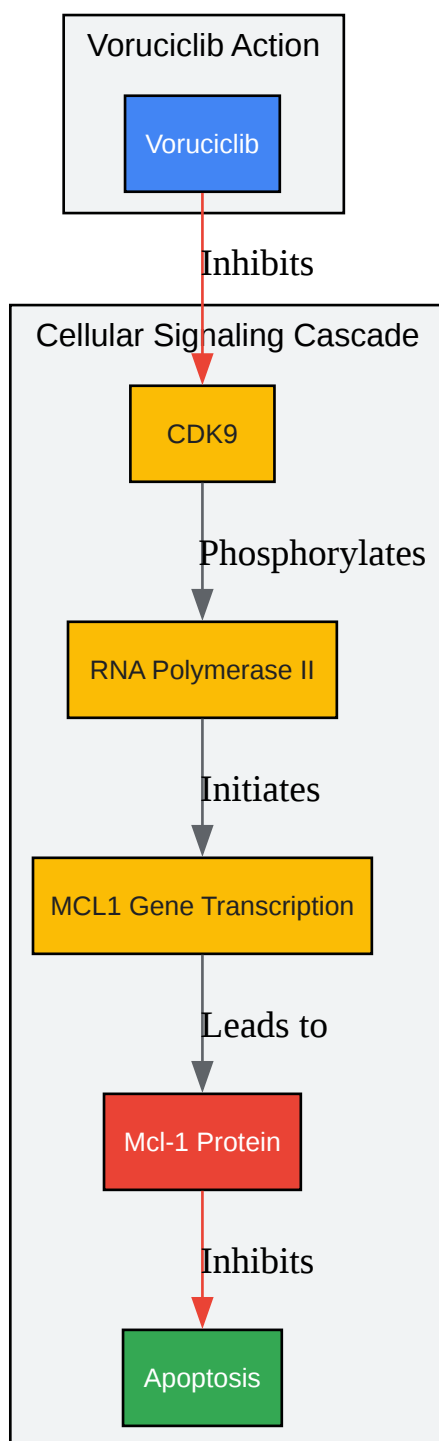 Voruciclib Action
Voruciclib
Inhibits
Cellular Signaling Cascade
CDK9
Phosphorylates
RNA Polymerase II
Initiates
MCL1 Gene Transcription
Leads to
Mcl-1 Protein
Inhibits
Apoptosis